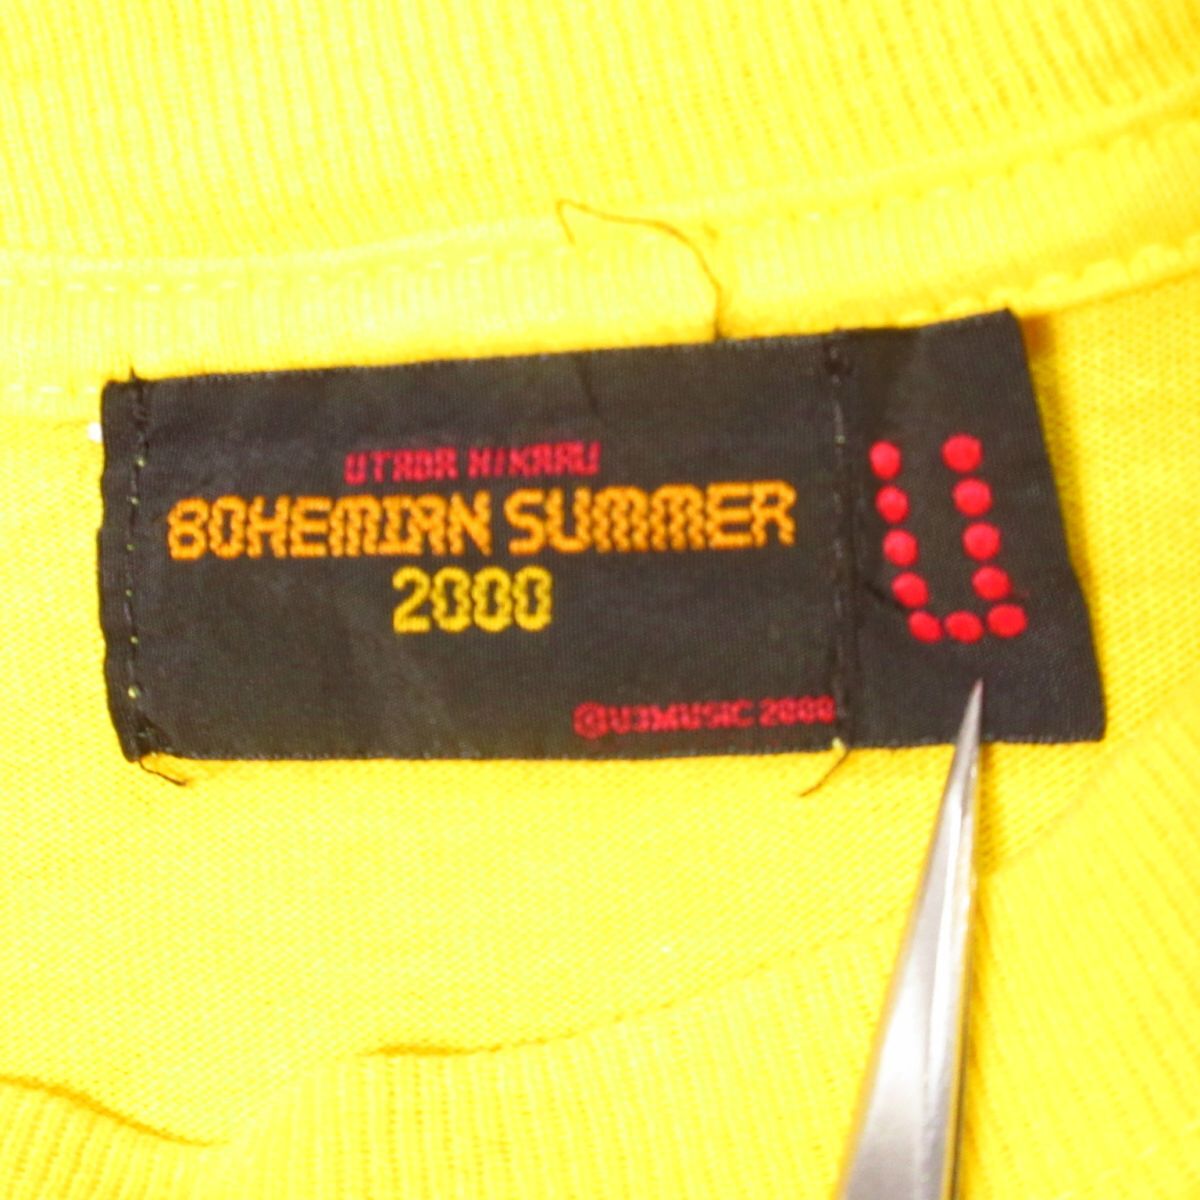 UTADA HIKARU
BOHEMIAN SUMMER
2000
©U3MUSIC 2000
U